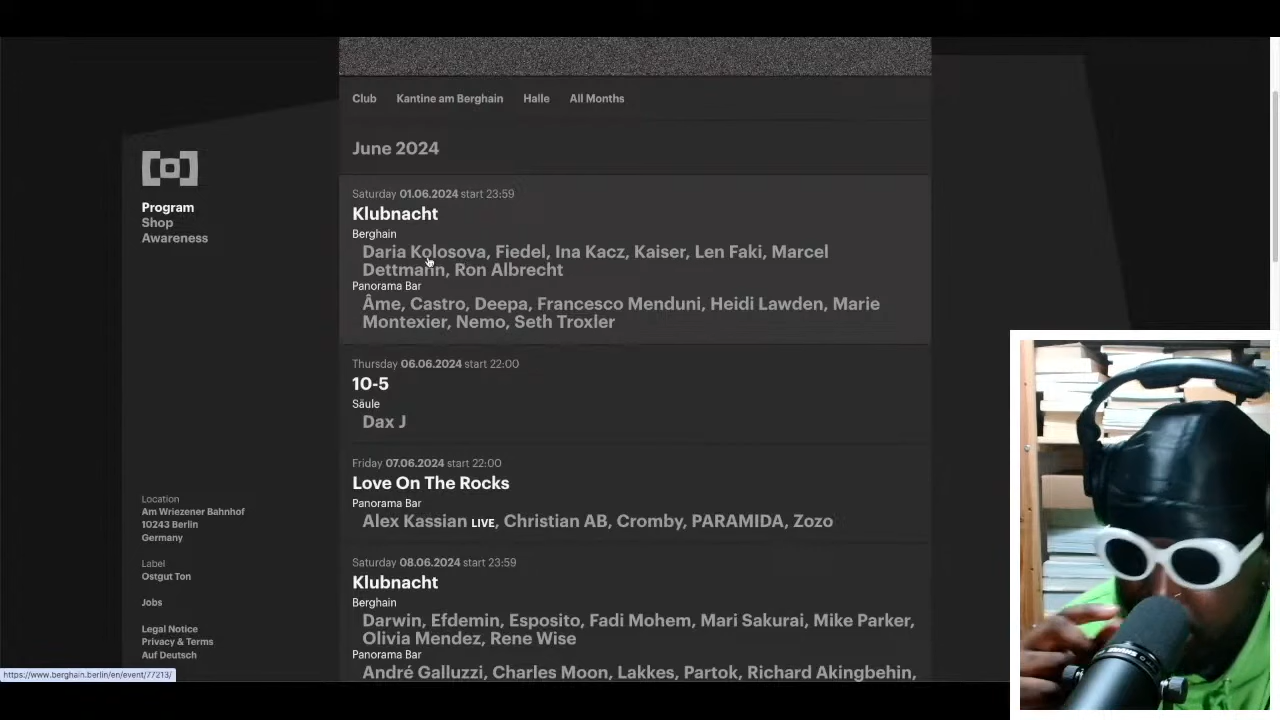 Club Kantine am Berghain Halle All Months
June 2024
Program
Shop
Awareness
Saturday 01.06.2024 start 23:59
Klubnacht
Berghain
Daria Kolosova, Fiedel, Ina Kacz, Kaiser, Len Faki, Marcel
Dettmann, Ron Albrecht
Panorama Bar
Âme, Castro, Deepa, Francesco Menduni, Heidi Lawden, Marie
Montexier, Nemo, Seth Troxler
Thursday 06.06.2024 start 22:00
10-5
Säule
Dax J
Friday 07.06.2024 start 22:00
Love On The Rocks
Panorama Bar
Alex Kassian LIVE, Christian AB, Cromby, PARAMIDA, Zozo
Saturday 08.06.2024 start 23:59
Klubnacht
Berghain
Darwin, Efdemin, Esposito, Fadi Mohem, Mari Sakurai, Mike Parker,
Olivia Mendez, Rene Wise
Panorama Bar
André Galluzzi, Charles Moon, Lakkes, Partok, Richard Akingbehin,
Location
Am Wriezener Bahnhof
10243 Berlin
Germany
Label
Ostgut Ton
Jobs
Legal Notice
Privacy & Terms
Auf Deutsch
https://www.berghain.berlin/en/event/77213/